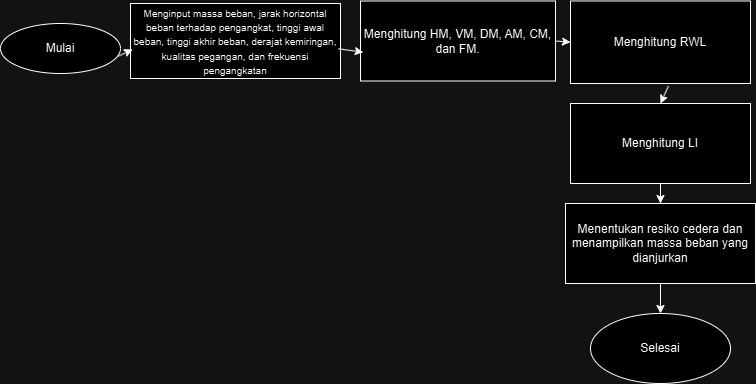 Mulai
Menginput massa beban, jarak horizontal
beban terhadap pengangkat, tinggi awal
beban, tinggi akhir beban, derajat kemiringan,
kualitas pegangan, dan frekuensi
pengangkatan
Menghitung HM, VM, DM, AM, CM,
dan FM.
Menghitung RWL
Menghitung LI
Menentukan resiko cedera dan
menampilkan massa beban yang
dianjurkan
Selesai